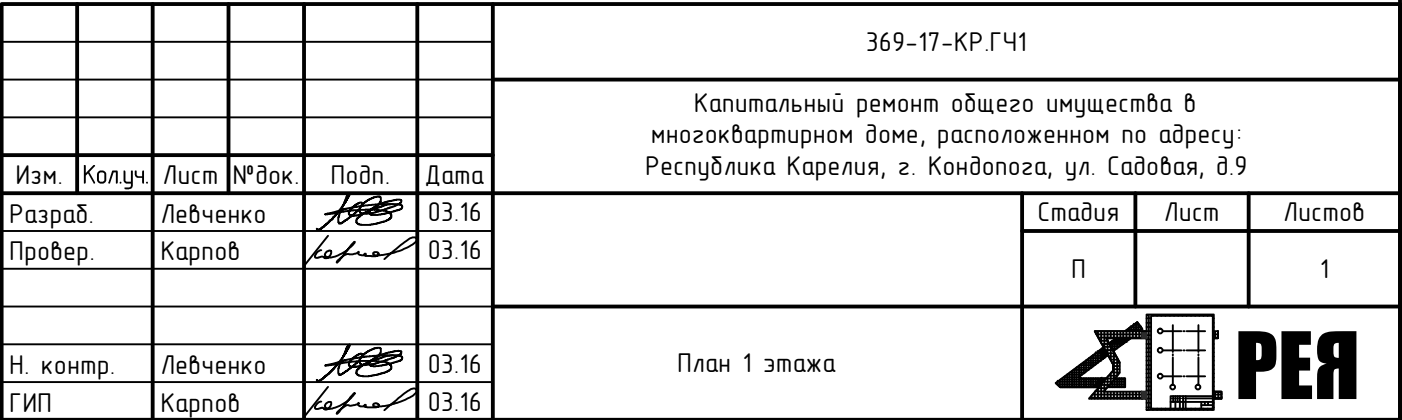 369-17-КР.ГЧ1
Капитальный ремонт общего имущества в
многоквартирном доме, расположенном по адресу:
Республика Карелия, г. Кондопога, ул. Садовая, д.9
Изм. Кол.уч. Лист №док. Подп. Дата
Разраб. Левченко 03.16
Провер. Карпов 03.16
Стадия Лист Листов
П 1
Н. контр. Левченко 03.16
ГИП Карпов 03.16
План 1 этажа
РЕЯ